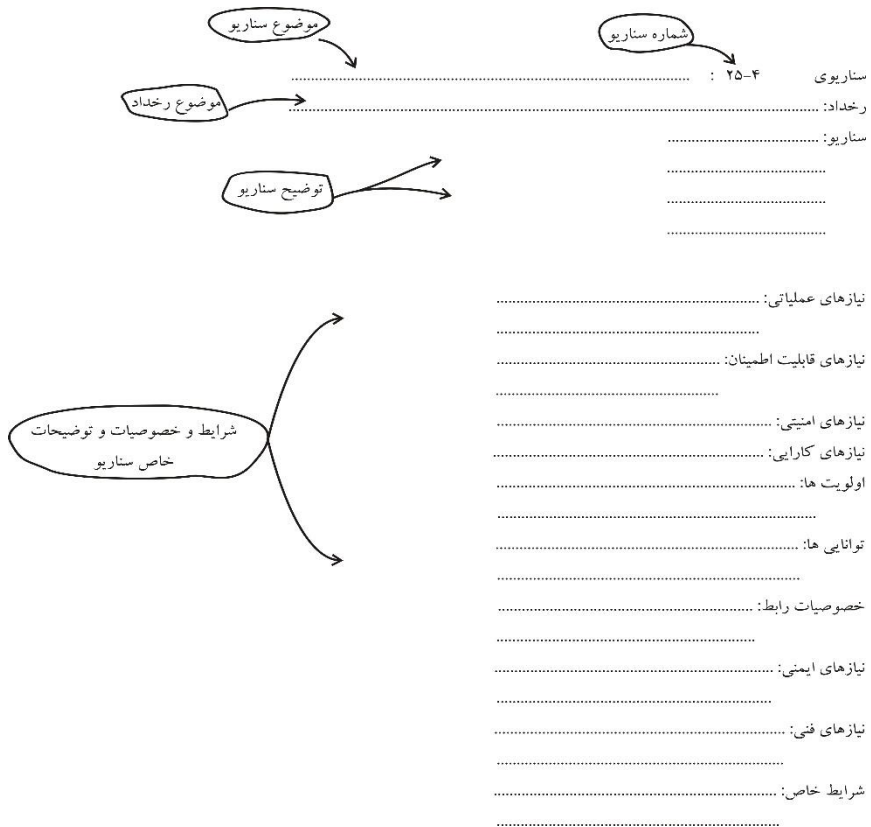 موضوع سناریو
شماره سناریو
سناریوی ۴-۲۵ : ........................................
موضوع رخداد
رخداد: ........................................
سناریو: ........................................
........................................
توضیح سناریو
........................................
........................................
نیازهای عملیاتی: ........................................
........................................
نیازهای قابلیت اطمینان: ........................................
........................................
نیازهای امنیتی: ........................................
شرایط و خصوصیات و توضیحات
خاص سناریو
نیازهای کارایی: ........................................
اولویت ها: ........................................
........................................
توانایی ها: ........................................
........................................
خصوصیات رابط: ........................................
........................................
نیازهای ایمنی: ........................................
........................................
نیازهای فنی: ........................................
........................................
شرایط خاص: ........................................
........................................